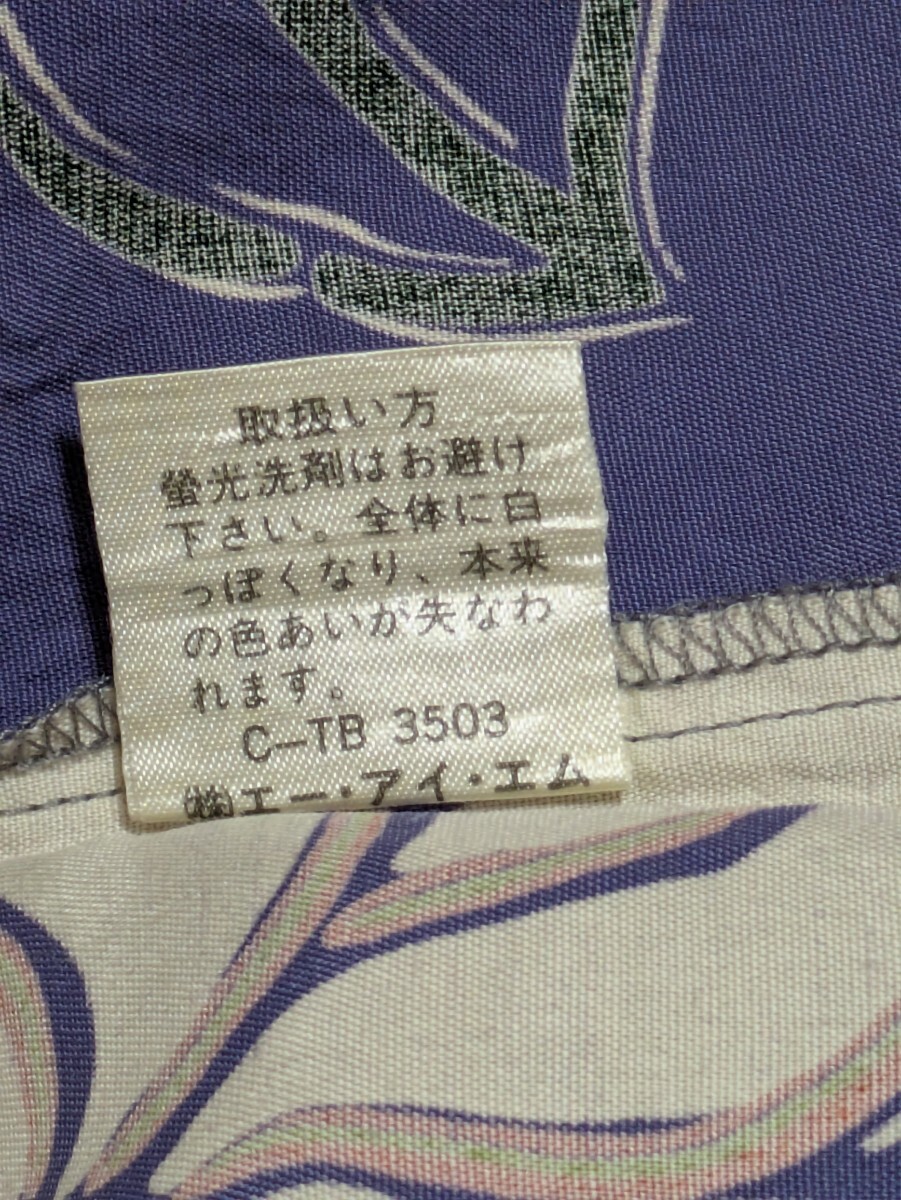 取扱い方
螢光洗剤はお避け
下さい。全体に白
っぽくなり、本来
の色あいが失なわ
れます。
C-TB 3503
㈱エー・アイ・エム